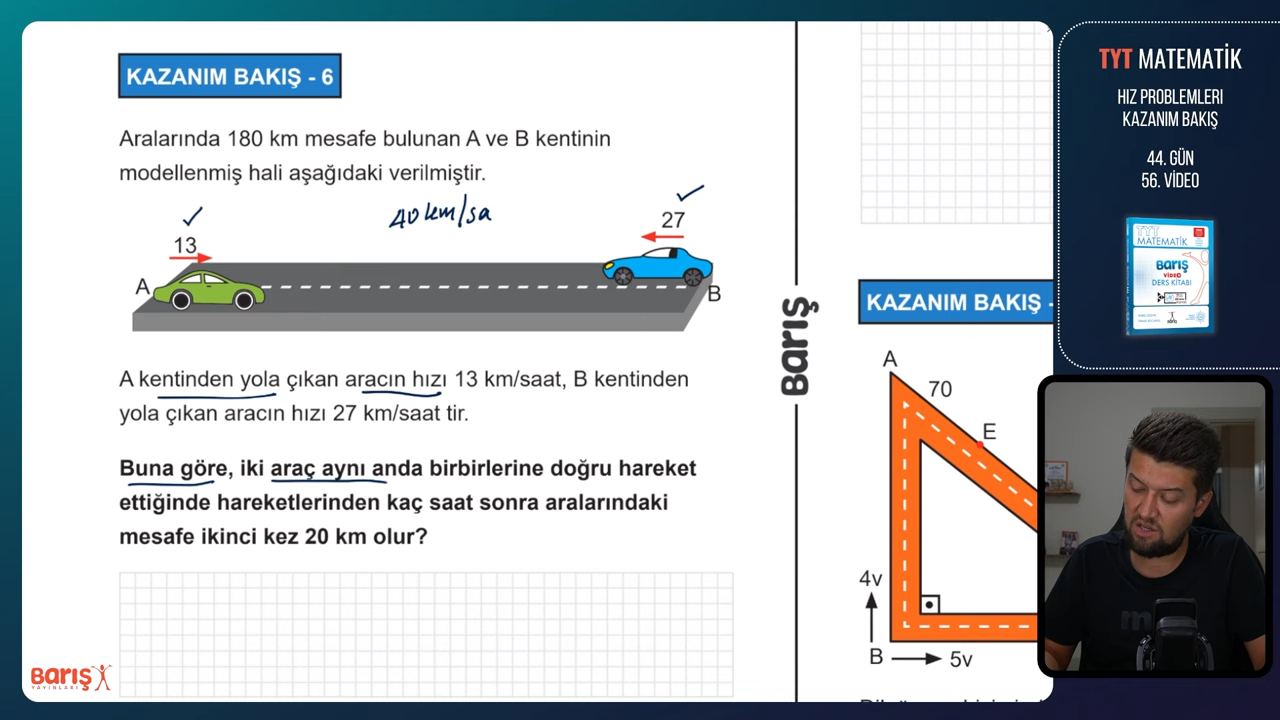 KAZANIM BAKIŞ - 6
Aralarında 180 km mesafe bulunan A ve B kentinin
modellenmiş hali aşağıdaki verilmiştir.
40 km/sa
13
27
A
B
A kentinden yola çıkan aracın hızı 13 km/saat, B kentinden
yola çıkan aracın hızı 27 km/saat tir.
Buna göre, iki araç aynı anda birbirlerine doğru hareket
ettiğinde hareketlerinden kaç saat sonra aralarındaki
mesafe ikinci kez 20 km olur?
BARIŞ
YAYINLARI
Barış
KAZANIM BAKIŞ -
A
70
E
4v
B
5v
TYT MATEMATİK
HIZ PROBLEMLERI
KAZANIM BAKIŞ
44. GÜN
56. VİDEO
TYT
MATEMATİK
BARIŞ
VİDEO
DERS KİTABI